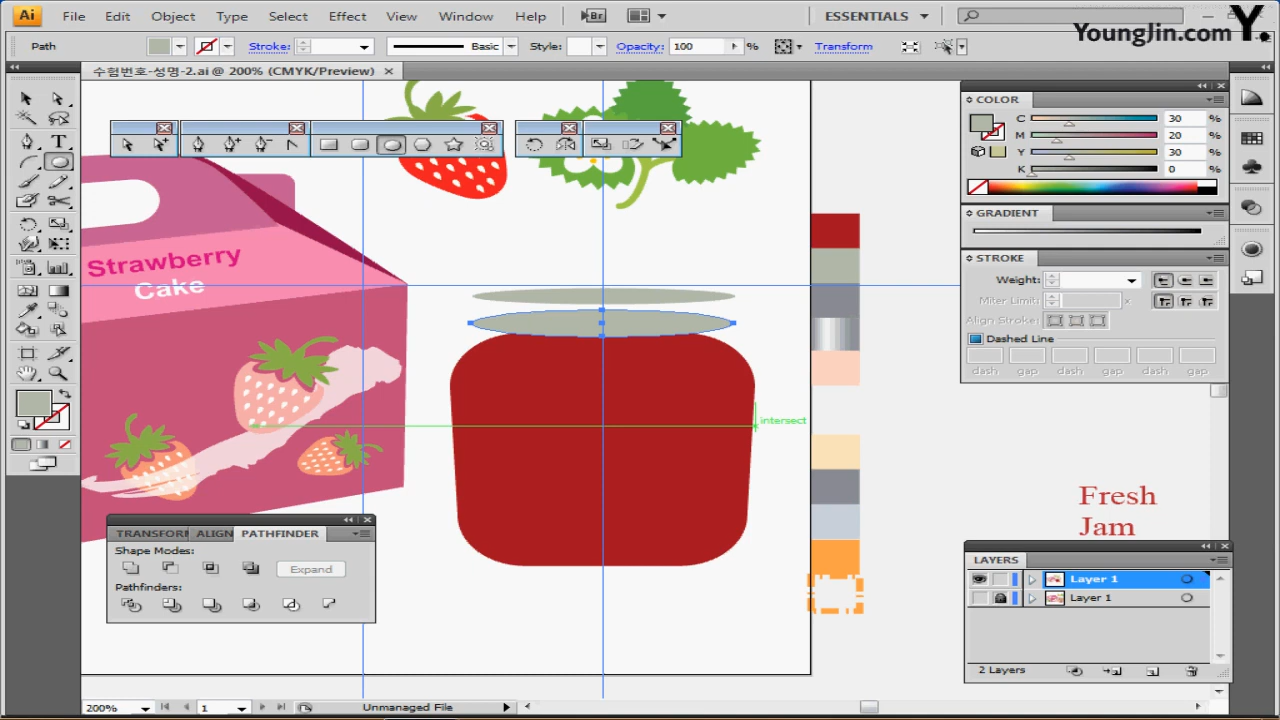 Ai File Edit Object Type Select Effect View Window Help Br ESSENTIALS
YoungJin.com Y.
Path Stroke: Basic Style: Opacity: 100 % Transform
수험번호-성명-2.ai @ 200% (CMYK/Preview)
COLOR
C 30 %
M 20 %
Y 30 %
K 0 %
GRADIENT
STROKE
Weight:
Miter Limit: x
Align Stroke:
Dashed Line
dash gap dash gap dash gap
Strawberry
Cake
intersect
Fresh
Jam
TRANSFORM ALIGN PATHFINDER
Shape Modes:
Expand
Pathfinders:
LAYERS
Layer 1
Layer 1
2 Layers
200% 1 Unmanaged File